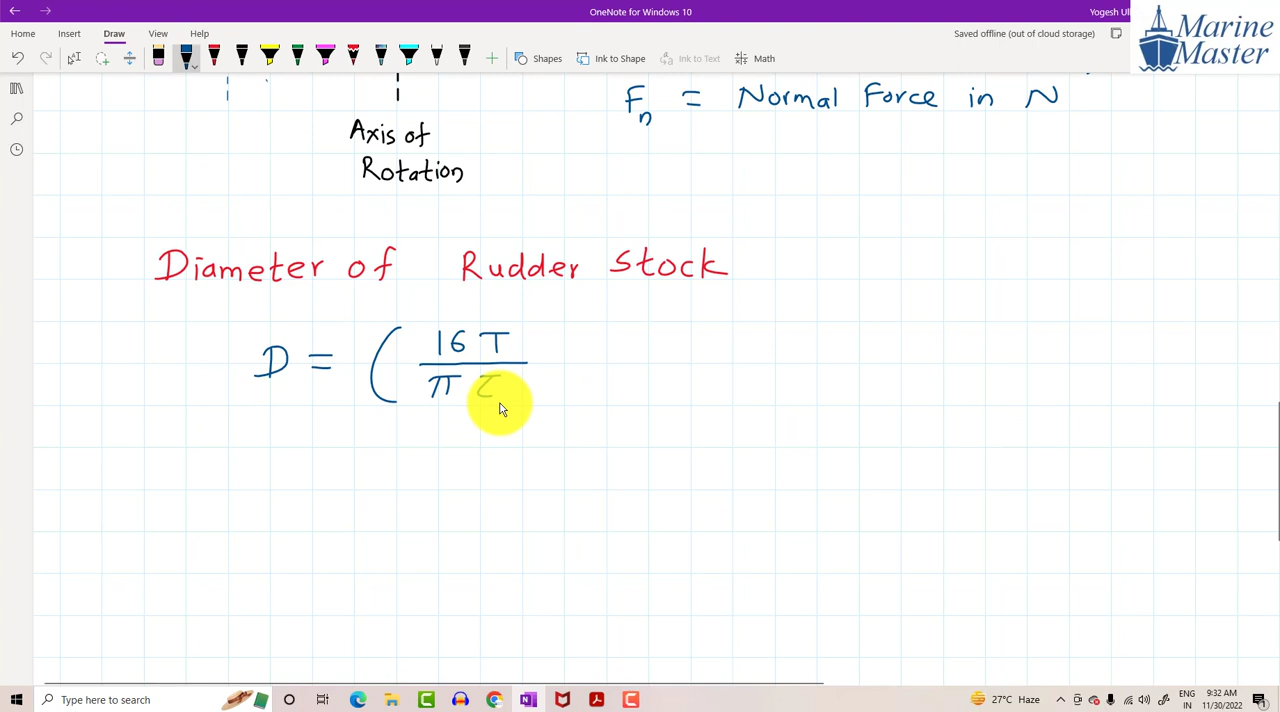 OneNote for Windows 10
Yogesh Ul
Home Insert Draw View Help
Saved offline (out of cloud storage)
Marine Master
Shapes Ink to Shape Ink to Text Math
Fn = Normal Force in N
Axis of
Rotation
Diameter of Rudder Stock
D = ( 16 T
π τ
Type here to search
27°C Haze
ENG
IN
9:32 AM
11/30/2022